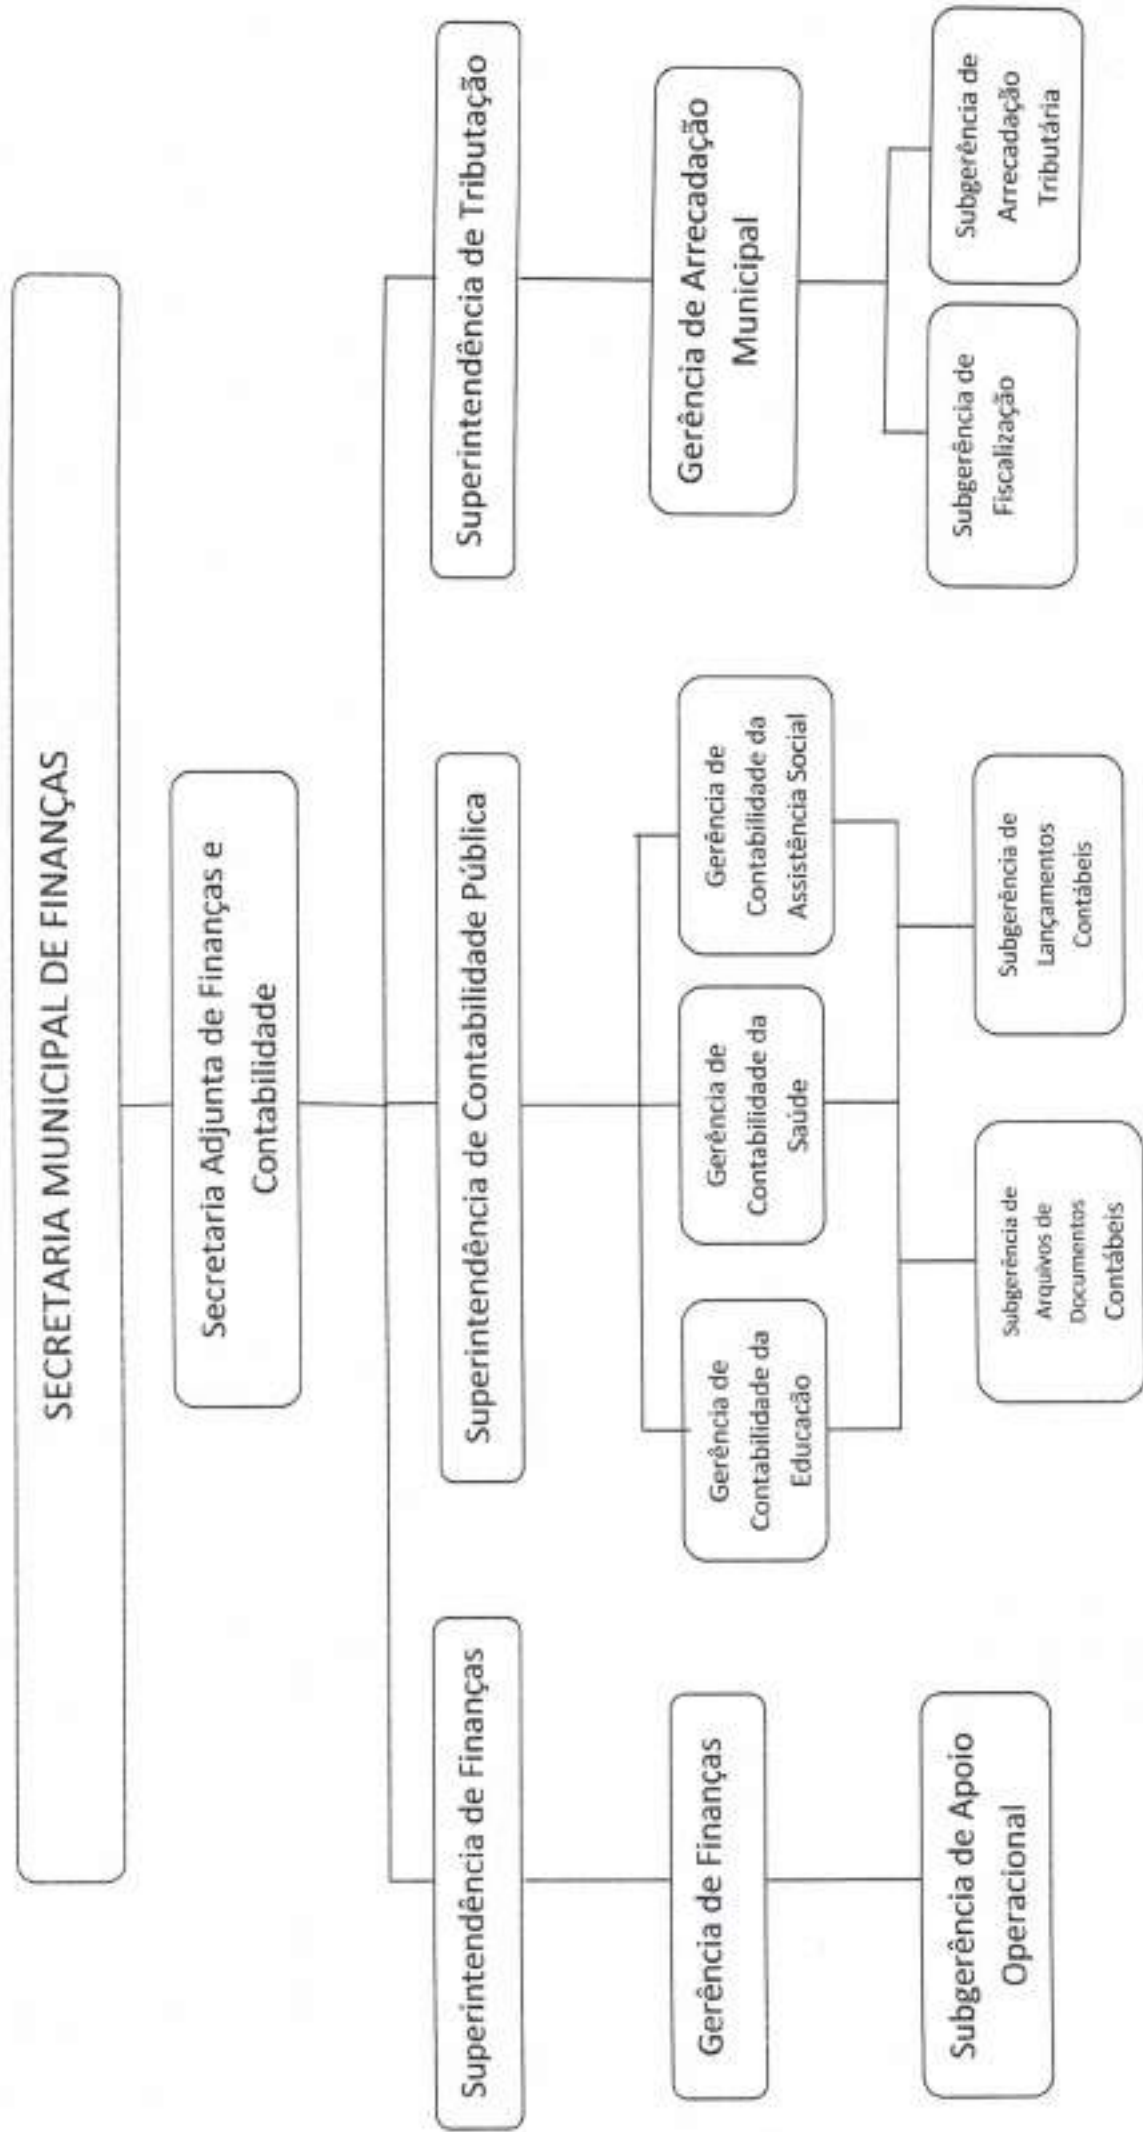 SECRETARIA MUNICIPAL DE FINANÇAS
Secretaria Adjunta de Finanças e
Contabilidade
Superintendência de Finanças
Superintendência de Contabilidade Pública
Superintendência de Tributação
Gerência de Finanças
Gerência de
Contabilidade da
Educacão
Gerência de
Contabilidade da
Saúde
Gerência de
Contabilidade da
Assistência Social
Gerência de Arrecadação
Municipal
Subgerência de Apoio
Operacional
Subgerência de
Arquivos de
Documentos
Contábeis
Subgerência de
Lançamentos
Contábeis
Subgerência de
Fiscalização
Subgerência de
Arrecadação
Tributária